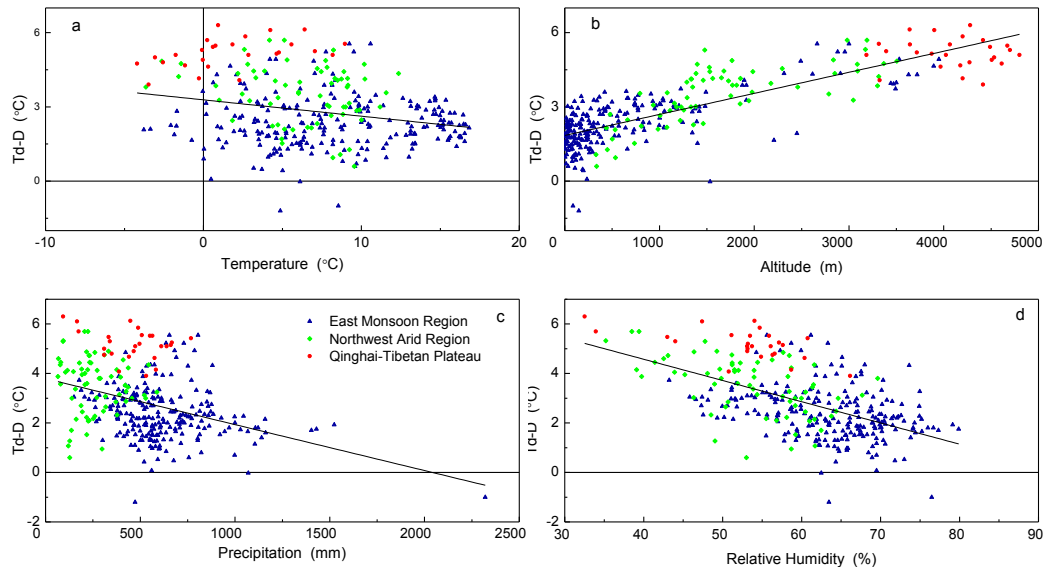 a
Td-D (°C)
6
3
0
-3
-10
0
10
20
Temperature (°C)
b
Td-D (°C)
6
3
0
-3
0
1000
2000
3000
4000
5000
Altitude (m)
c
Td-D (°C)
6
4
2
0
-2
0
500
1000
1500
2000
2500
Precipitation (mm)
East Monsoon Region
Northwest Arid Region
Qinghai-Tibetan Plateau
d
Td-D (°C)
6
4
2
0
-2
30
40
50
60
70
80
90
Relative Humidity (%)